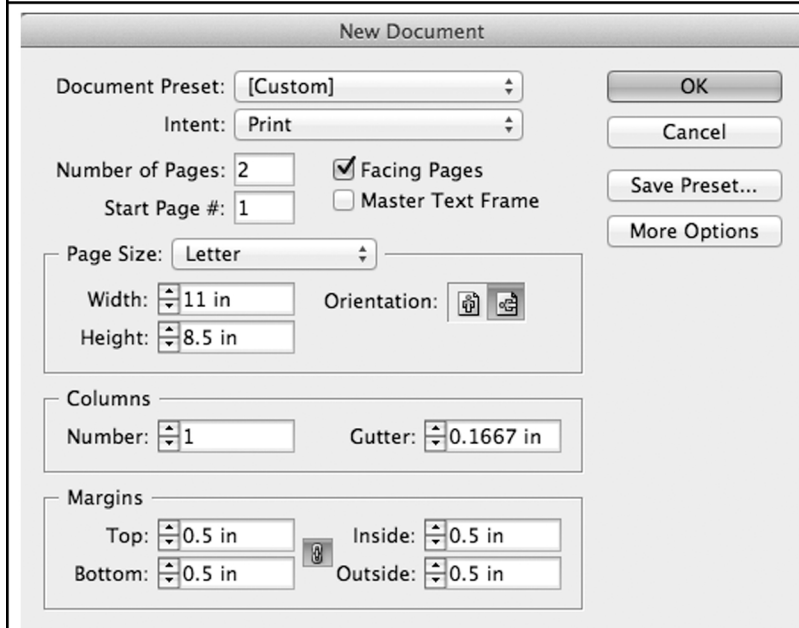 New Document
Document Preset: [Custom]
OK
Intent: Print
Cancel
Number of Pages: 2
Facing Pages
Save Preset...
Start Page #: 1
Master Text Frame
More Options
Page Size: Letter
Width: 11 in
Orientation:
Height: 8.5 in
Columns
Number: 1
Gutter: 0.1667 in
Margins
Top: 0.5 in
Inside: 0.5 in
Bottom: 0.5 in
Outside: 0.5 in